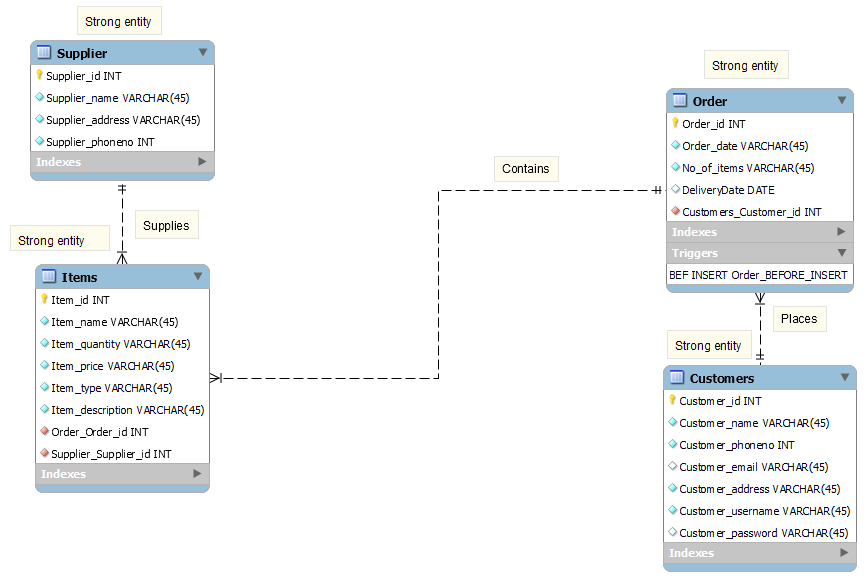 Strong entity
Supplier
Supplier_id INT
Supplier_name VARCHAR(45)
Supplier_address VARCHAR(45)
Supplier_phoneno INT
Indexes
Supplies
Strong entity
Items
Item_id INT
Item_name VARCHAR(45)
Item_quantity VARCHAR(45)
Item_price VARCHAR(45)
Item_type VARCHAR(45)
Item_description VARCHAR(45)
Order_Order_id INT
Supplier_Supplier_id INT
Indexes
Contains
Strong entity
Order
Order_id INT
Order_date VARCHAR(45)
No_of_items VARCHAR(45)
DeliveryDate DATE
Customers_Customer_id INT
Indexes
Triggers
BEF INSERT Order_BEFORE_INSERT
Places
Strong entity
Customers
Customer_id INT
Customer_name VARCHAR(45)
Customer_phoneno INT
Customer_email VARCHAR(45)
Customer_address VARCHAR(45)
Customer_username VARCHAR(45)
Customer_password VARCHAR(45)
Indexes